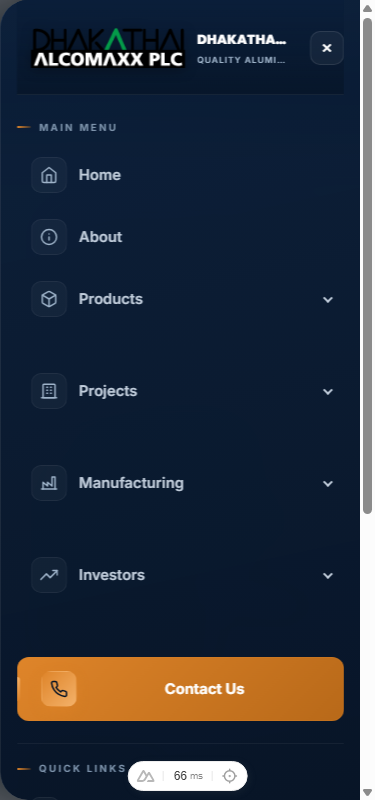 DHAKATHAI
ALCOMAXX PLC
DHAKATHA...
QUALITY ALUMI...
MAIN MENU
Home
About
Products
Projects
Manufacturing
Investors
Contact Us
QUICK LINKS
66 ms